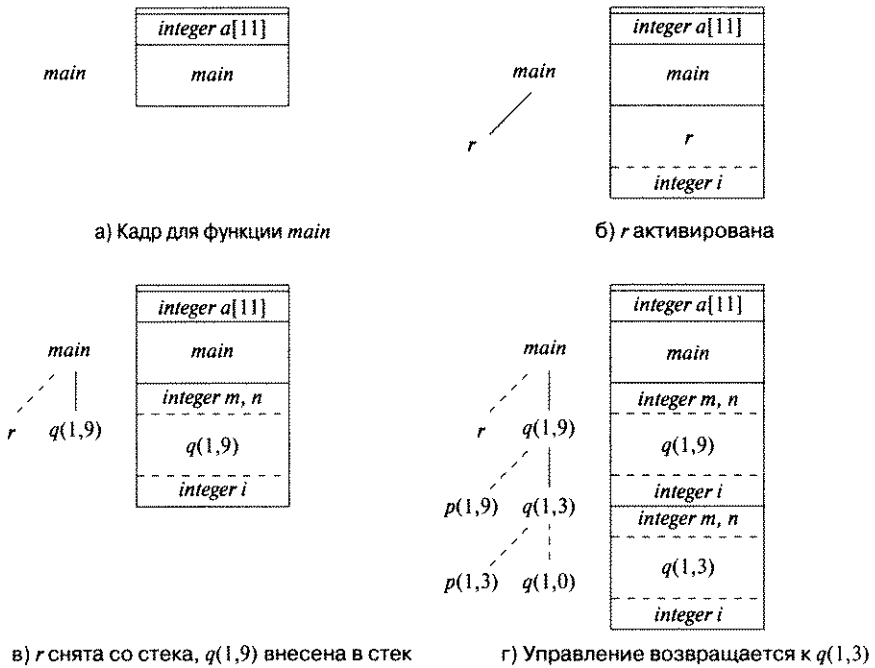 integer a[11]
main
main
а) Кадр для функции main
integer a[11]
main
main
r
r
integer i
б) r активирована
integer a[11]
main
main
integer m, n
r
q(1,9)
q(1,9)
integer i
в) r снята со стека, q(1,9) внесена в стек
integer a[11]
main
main
integer m, n
r
q(1,9)
q(1,9)
integer i
p(1,9)
q(1,3)
integer m, n
p(1,3)
q(1,0)
q(1,3)
integer i
г) Управление возвращается к q(1,3)